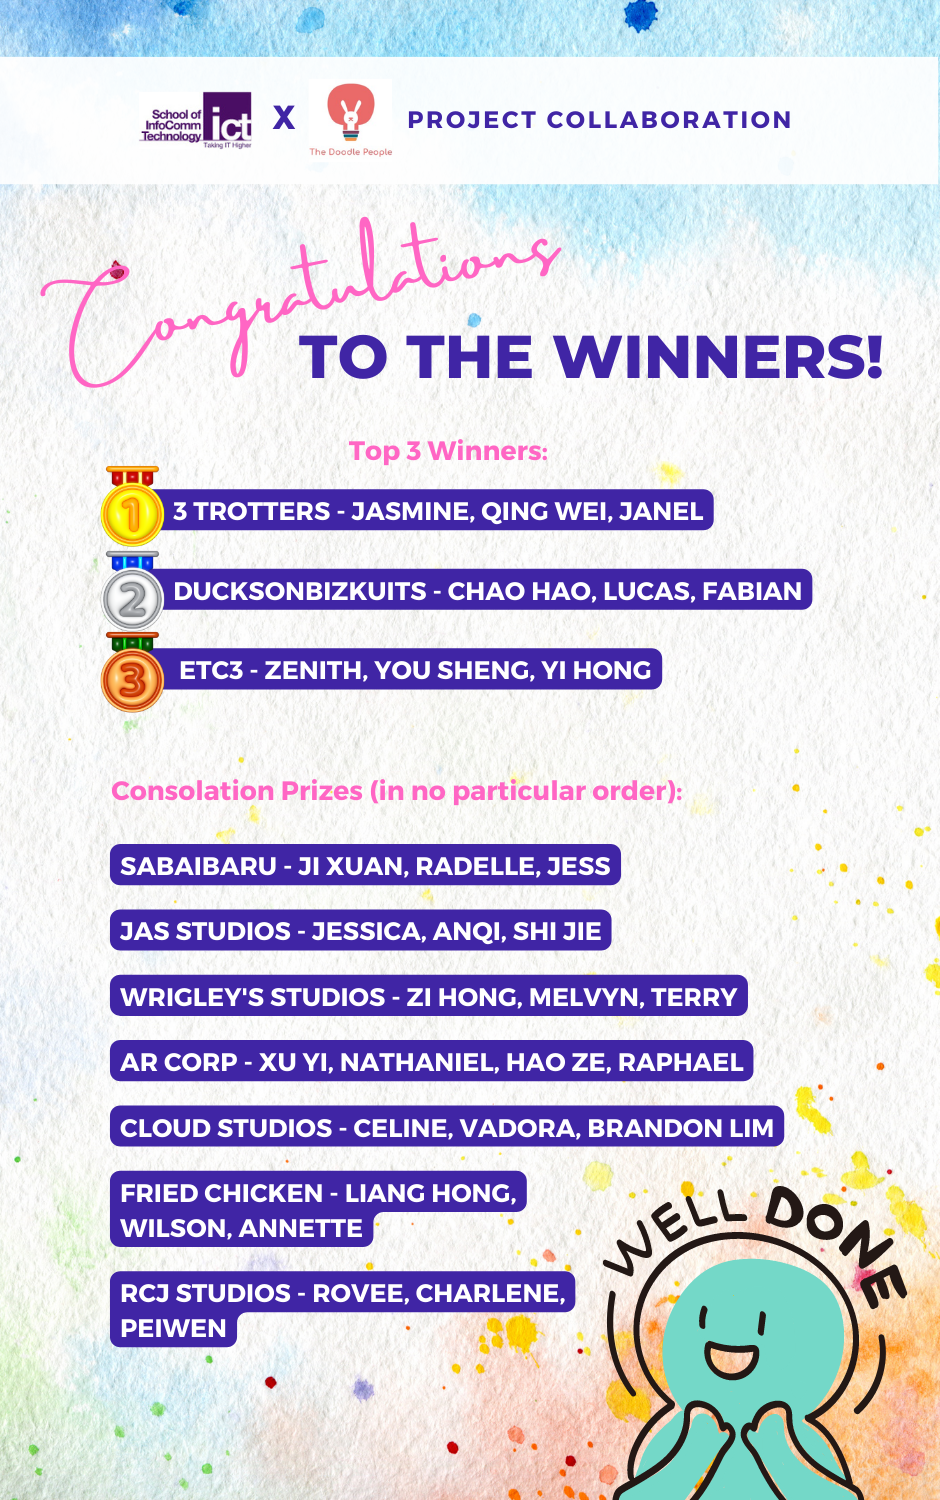 School of
InfoComm
Technology
ict
Taking IT Higher
X
The Doodle People
PROJECT COLLABORATION
Congratulations
TO THE WINNERS!
Top 3 Winners:
1
3 TROTTERS - JASMINE, QING WEI, JANEL
2
DUCKSONBIZKUITS - CHAO HAO, LUCAS, FABIAN
3
ETC3 - ZENITH, YOU SHENG, YI HONG
Consolation Prizes (in no particular order):
SABAIBARU - JI XUAN, RADELLE, JESS
JAS STUDIOS - JESSICA, ANQI, SHI JIE
WRIGLEY'S STUDIOS - ZI HONG, MELVYN, TERRY
AR CORP - XU YI, NATHANIEL, HAO ZE, RAPHAEL
CLOUD STUDIOS - CELINE, VADORA, BRANDON LIM
FRIED CHICKEN - LIANG HONG,
WILSON, ANNETTE
RCJ STUDIOS - ROVEE, CHARLENE,
PEIWEN
WELL DONE